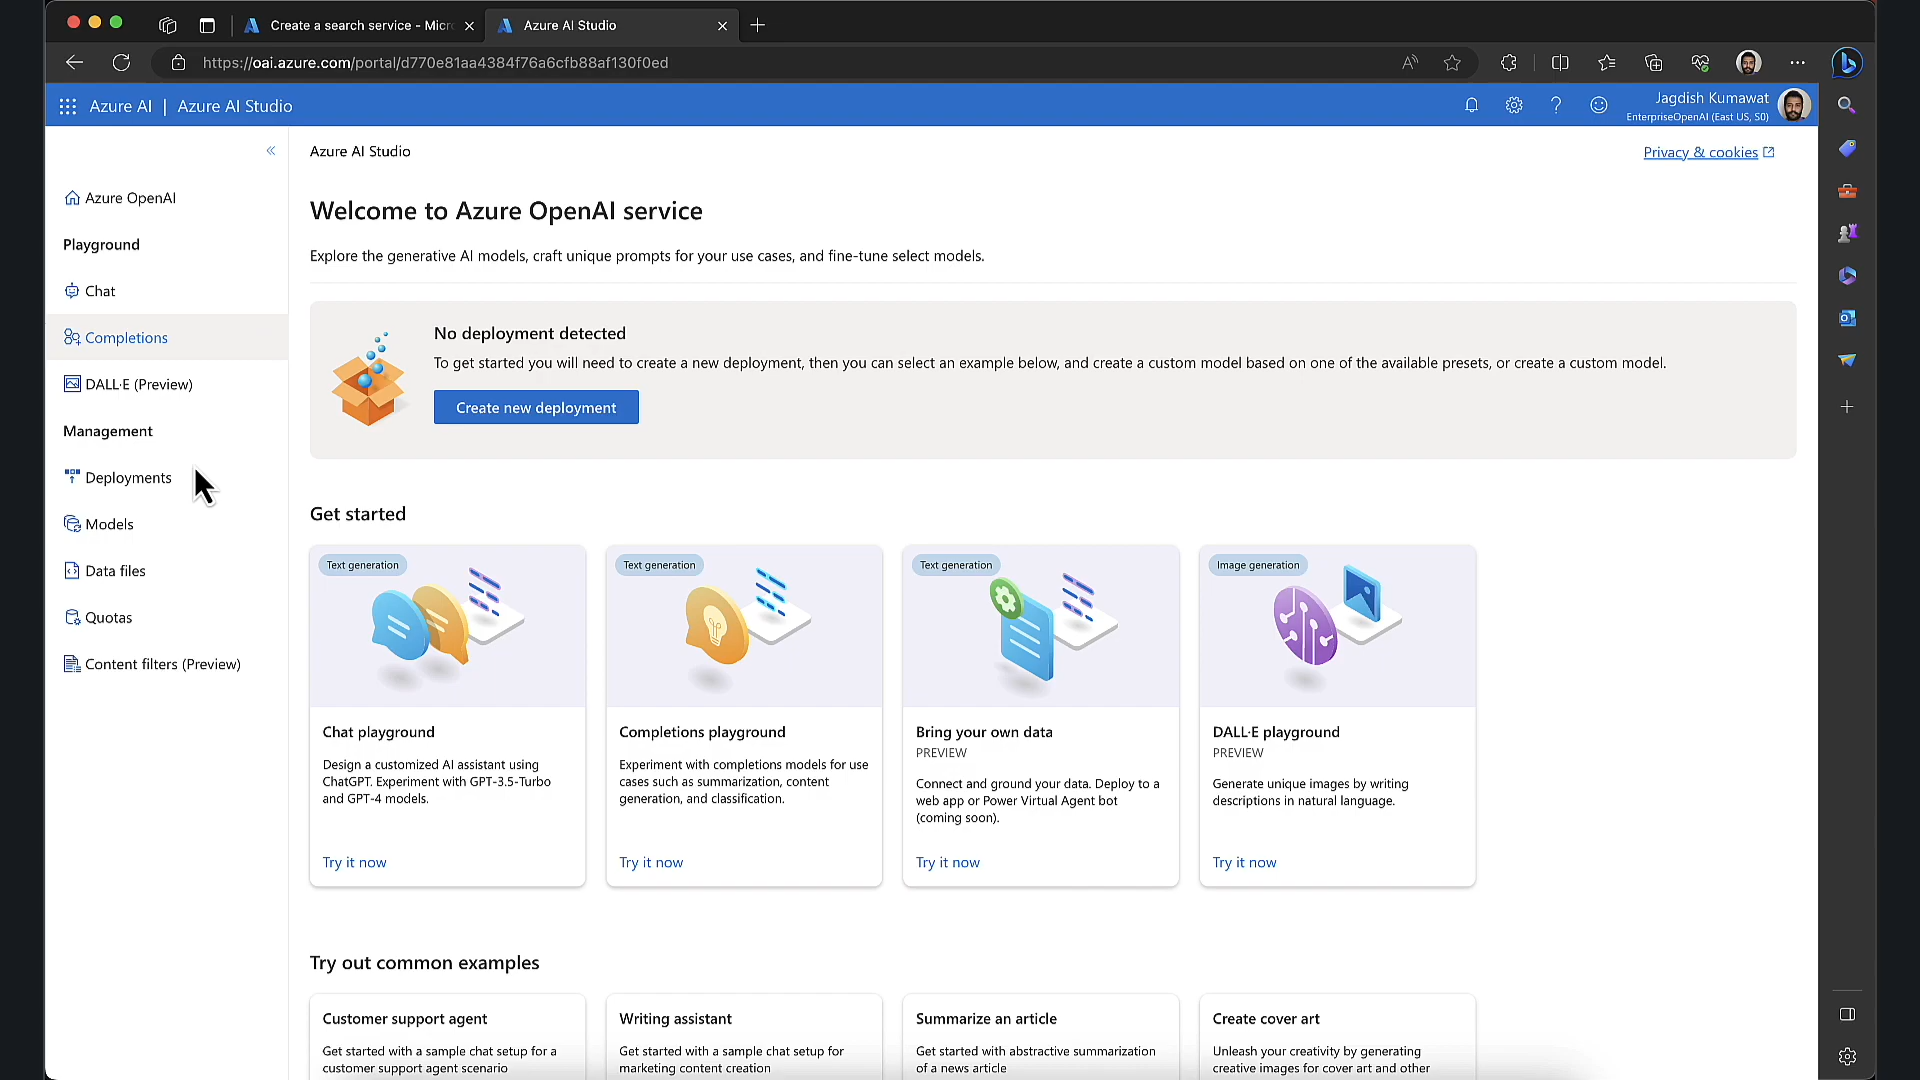 Create a search service - Micr
Azure AI Studio
https://oai.azure.com/portal/d770e81aa4384f76a6cfb88af130f0ed
Azure AI | Azure AI Studio
Jagdish Kumawat
EnterpriseOpenAI (East US, S0)
Azure OpenAI
Playground
Chat
Completions
DALL·E (Preview)
Management
Deployments
Models
Data files
Quotas
Content filters (Preview)
Azure AI Studio
Privacy & cookies
Welcome to Azure OpenAI service
Explore the generative AI models, craft unique prompts for your use cases, and fine-tune select models.
No deployment detected
To get started you will need to create a new deployment, then you can select an example below, and create a custom model based on one of the available presets, or create a custom model.
Create new deployment
Get started
Text generation
Chat playground
Design a customized AI assistant using
ChatGPT. Experiment with GPT-3.5-Turbo
and GPT-4 models.
Try it now
Text generation
Completions playground
Experiment with completions models for use
cases such as summarization, content
generation, and classification.
Try it now
Text generation
Bring your own data
PREVIEW
Connect and ground your data. Deploy to a
web app or Power Virtual Agent bot
(coming soon).
Try it now
Image generation
DALL·E playground
PREVIEW
Generate unique images by writing
descriptions in natural language.
Try it now
Try out common examples
Customer support agent
Get started with a sample chat setup for a
customer support agent scenario
Writing assistant
Get started with a sample chat setup for
marketing content creation
Summarize an article
Get started with abstractive summarization
of a news article
Create cover art
Unleash your creativity by generating
creative images for cover art and other